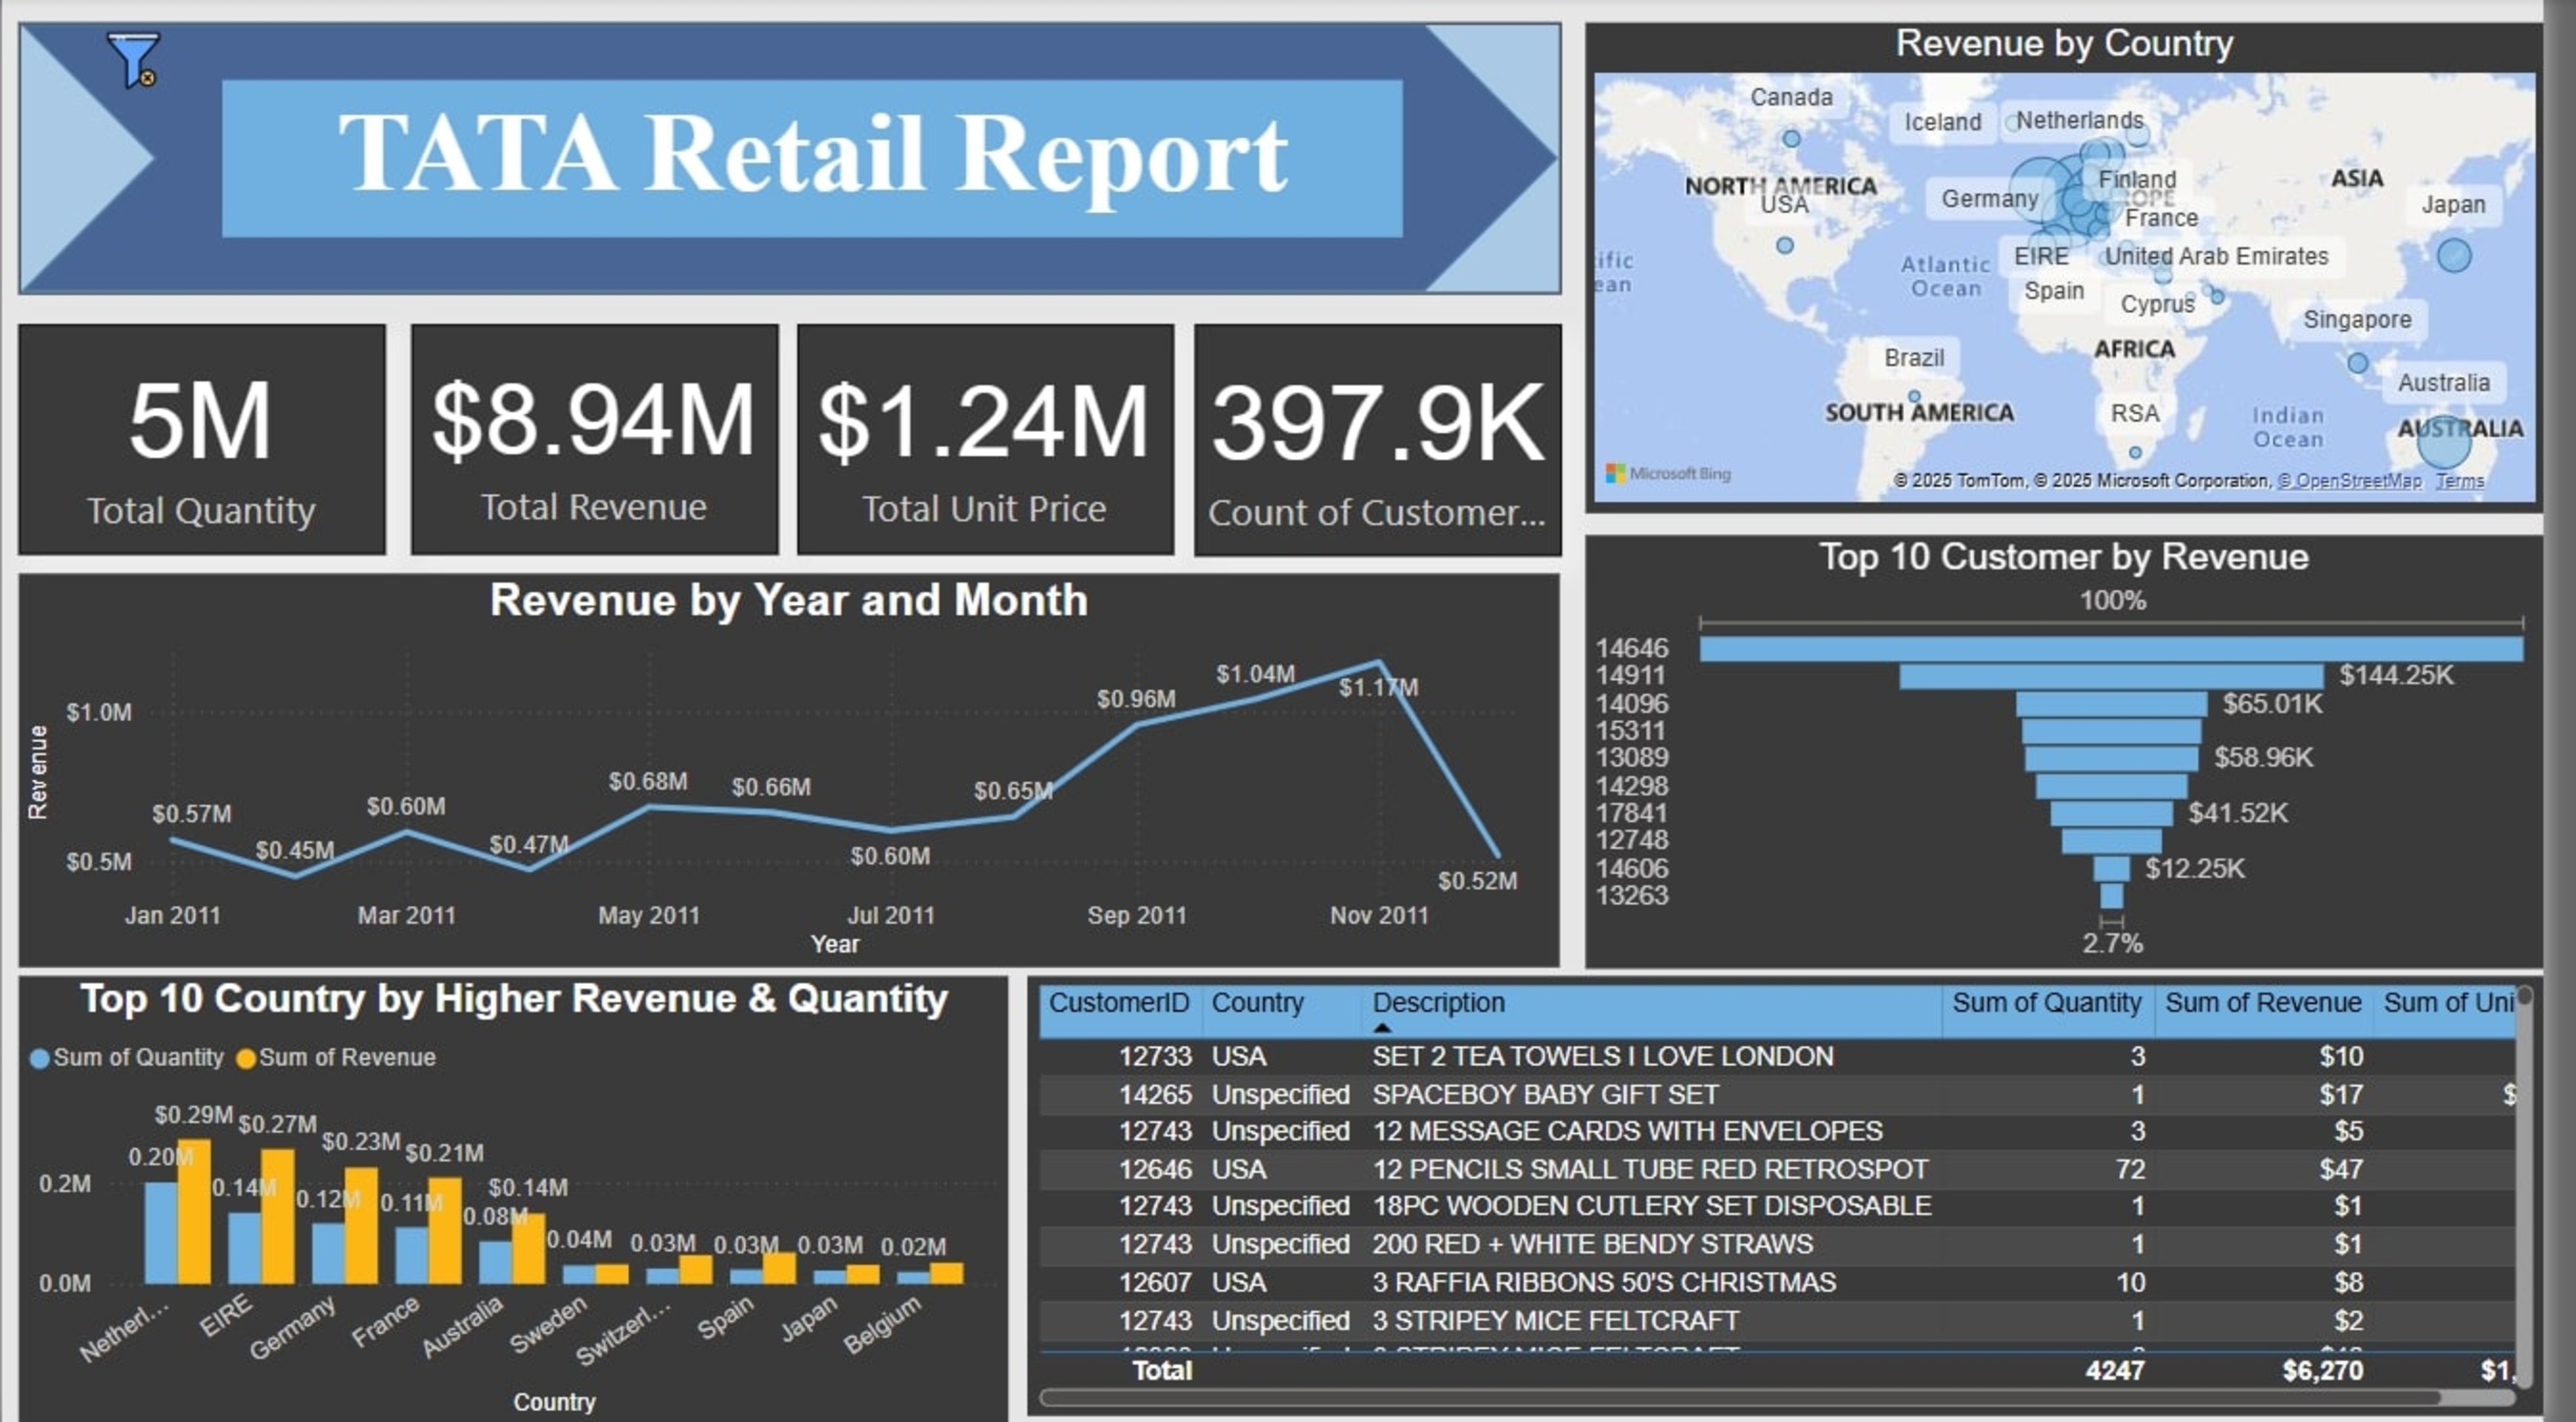 TATA Retail Report
5M
Total Quantity
$8.94M
Total Revenue
$1.24M
Total Unit Price
397.9K
Count of Customer...
Revenue by Country
Canada
Iceland
Netherlands
NORTH AMERICA
USA
Germany
Finland
France
ASIA
Japan
Atlantic
Ocean
EIRE
United Arab Emirates
Spain
Cyprus
Singapore
Brazil
AFRICA
Australia
SOUTH AMERICA
RSA
Indian
Ocean
AUSTRALIA
Microsoft Bing
© 2025 TomTom, © 2025 Microsoft Corporation, © OpenStreetMap Terms
Revenue by Year and Month
Revenue
$1.0M
$0.5M
$0.57M
$0.45M
$0.60M
$0.47M
$0.68M
$0.66M
$0.60M
$0.65M
$0.96M
$1.04M
$1.17M
$0.52M
Jan 2011
Mar 2011
May 2011
Jul 2011
Sep 2011
Nov 2011
Year
Top 10 Customer by Revenue
100%
14646
14911 $144.25K
14096 $65.01K
15311
13089 $58.96K
14298
17841 $41.52K
12748
14606 $12.25K
13263
2.7%
Top 10 Country by Higher Revenue & Quantity
Sum of Quantity Sum of Revenue
0.2M
0.0M
0.20M $0.29M
0.14M $0.27M
0.12M $0.23M
0.11M $0.21M
0.08M $0.14M
0.04M
0.03M
0.03M
0.03M
0.02M
Netherl...
EIRE
Germany
France
Australia
Sweden
Switzerl...
Spain
Japan
Belgium
Country
CustomerID Country Description Sum of Quantity Sum of Revenue Sum of Uni
12733 USA SET 2 TEA TOWELS I LOVE LONDON 3 $10
14265 Unspecified SPACEBOY BABY GIFT SET 1 $17 $
12743 Unspecified 12 MESSAGE CARDS WITH ENVELOPES 3 $5
12646 USA 12 PENCILS SMALL TUBE RED RETROSPOT 72 $47
12743 Unspecified 18PC WOODEN CUTLERY SET DISPOSABLE 1 $1
12743 Unspecified 200 RED + WHITE BENDY STRAWS 1 $1
12607 USA 3 RAFFIA RIBBONS 50'S CHRISTMAS 10 $8
12743 Unspecified 3 STRIPEY MICE FELTCRAFT 1 $2
Total 4247 $6,270 $1,